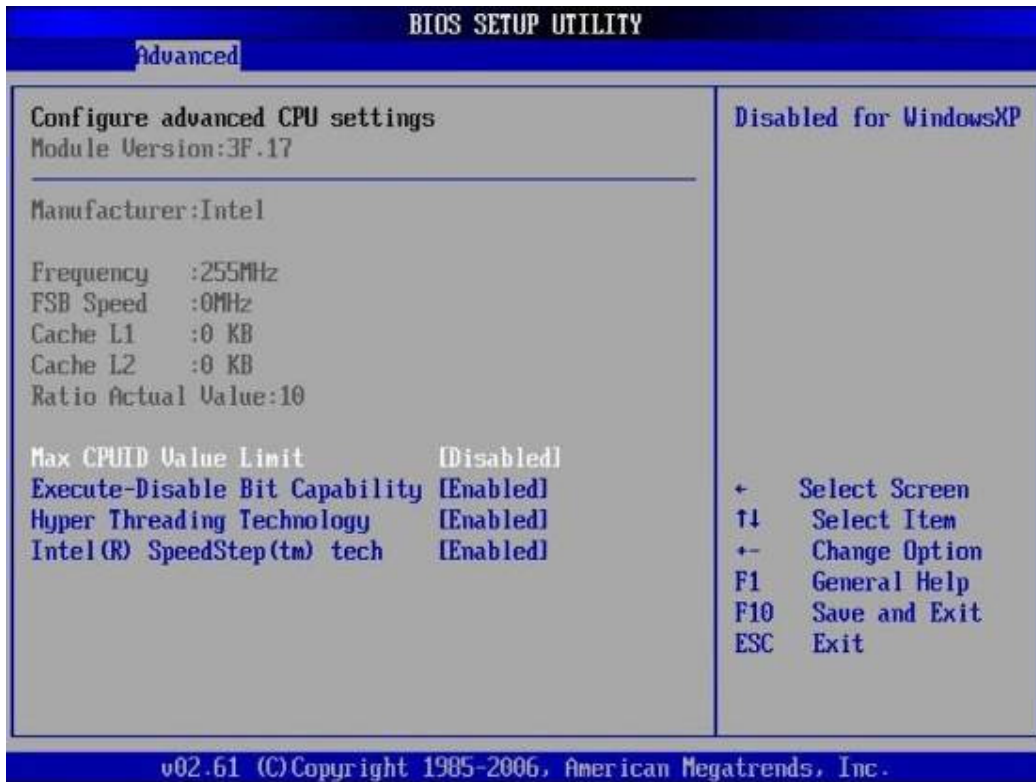 BIOS SETUP UTILITY
Advanced
Configure advanced CPU settings
Module Version:3F.17
Manufacturer:Intel
Frequency :255MHz
FSB Speed :0MHz
Cache L1 :0 KB
Cache L2 :0 KB
Ratio Actual Value:10
Max CPUID Value Limit [Disabled]
Execute-Disable Bit Capability [Enabled]
Hyper Threading Technology [Enabled]
Intel(R) SpeedStep(tm) tech [Enabled]
Disabled for WindowsXP
← Select Screen
↑↓ Select Item
+- Change Option
F1 General Help
F10 Save and Exit
ESC Exit
v02.61 (C)Copyright 1985-2006, American Megatrends, Inc.